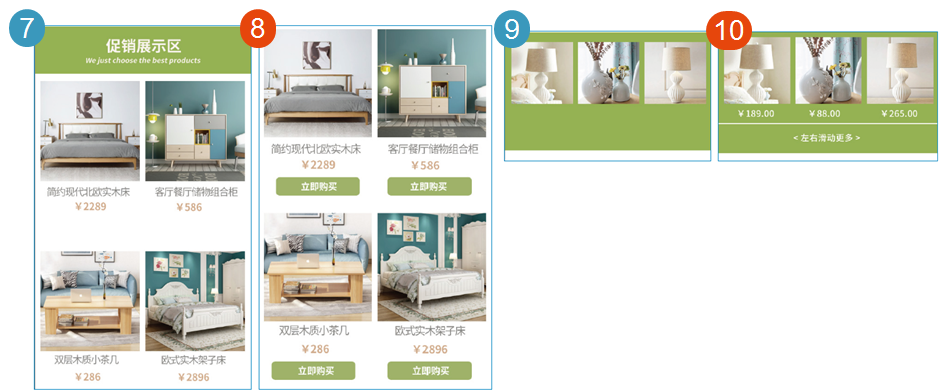 7
促销展示区
We just choose the best products
简约现代北欧实木床
￥2289
客厅餐厅储物组合柜
￥586
双层木质小茶几
￥286
欧式实木架子床
￥2896
8
简约现代北欧实木床
￥2289
立即购买
客厅餐厅储物组合柜
￥586
立即购买
双层木质小茶几
￥286
立即购买
欧式实木架子床
￥2896
立即购买
9
10
￥189.00
￥88.00
￥265.00
< 左右滑动更多 >